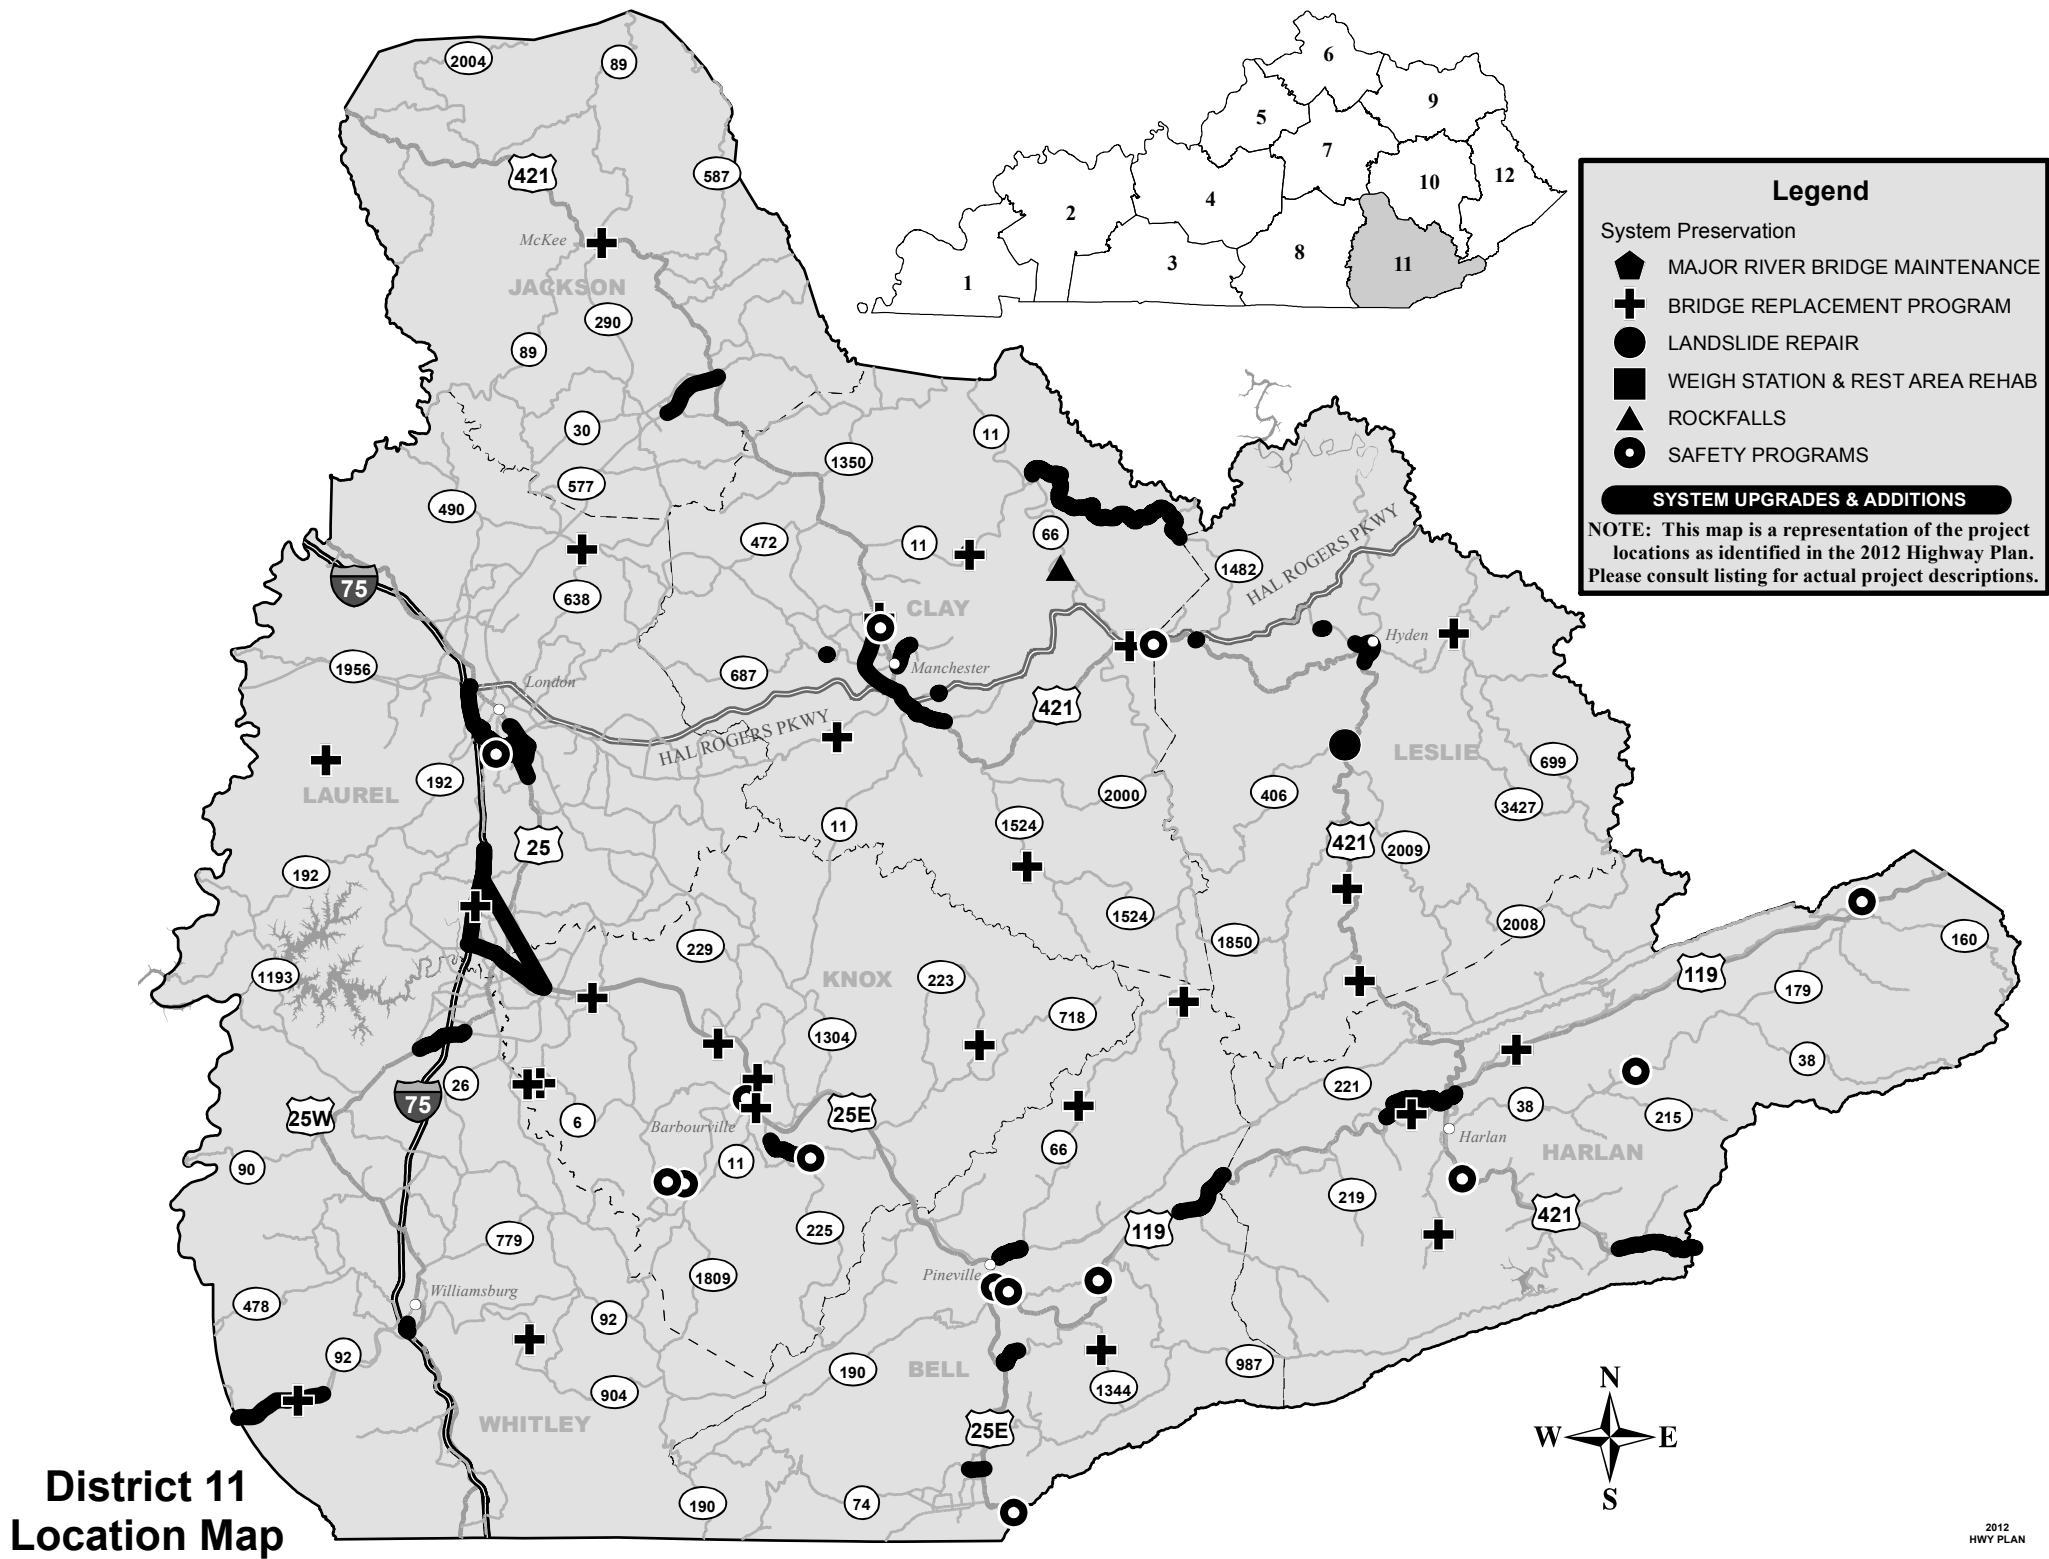 2004
89
421
587
McKee
JACKSON
290
89
30
577
490
1350
11
472
11
66
1482
HAL ROGERS PKWY
638
CLAY
75
1956
London
687
Manchester
Hyden
421
HAL ROGERS PKWY
LAUREL
192
25
LESLIE
699
2000
406
3427
1524
11
421
2009
192
1524
2008
229
1850
160
1193
KNOX
223
119
179
718
1304
38
26
75
221
38
25W
6
Barbourville
25E
215
Harlan
HARLAN
66
11
90
219
225
779
119
421
Pineville
1809
Williamsburg
478
92
92
190
BELL
987
904
1344
WHITLEY
25E
190
74
6
9
5
7
12
10
4
2
8
3
11
1
Legend
System Preservation
MAJOR RIVER BRIDGE MAINTENANCE
BRIDGE REPLACEMENT PROGRAM
LANDSLIDE REPAIR
WEIGH STATION & REST AREA REHAB
ROCKFALLS
SAFETY PROGRAMS
SYSTEM UPGRADES & ADDITIONS
NOTE: This map is a representation of the project
locations as identified in the 2012 Highway Plan.
Please consult listing for actual project descriptions.
N
W
E
S
District 11
Location Map
2012
HWY PLAN